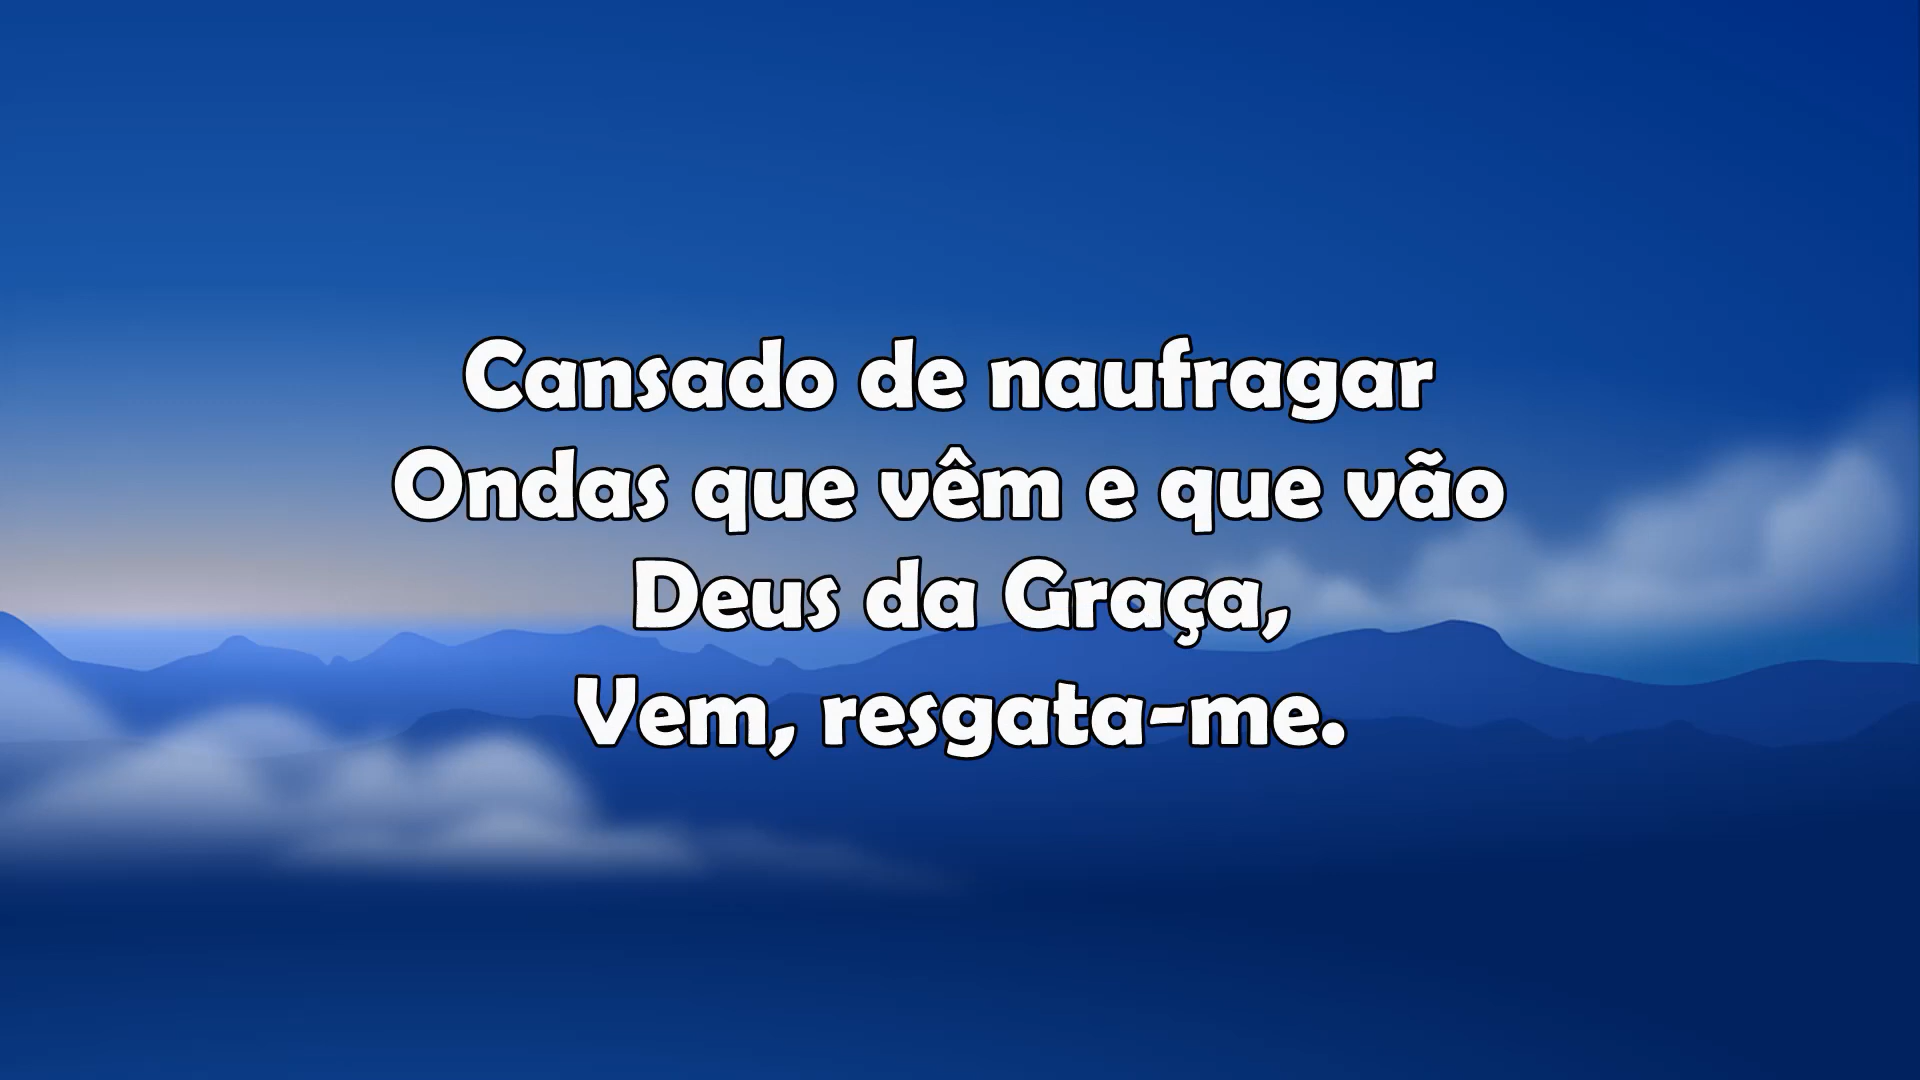 Cansado de naufragar
Ondas que vêm e que vão
Deus da Graça,
Vem, resgata-me.